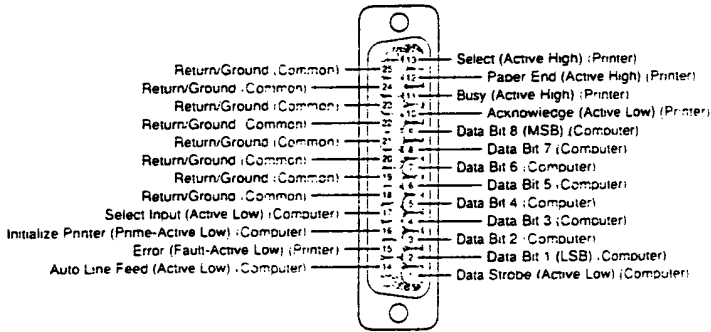 Return/Ground (Common) 25
Return/Ground (Common) 24
Return/Ground (Common) 23
Return/Ground (Common) 22
Return/Ground (Common) 21
Return/Ground (Common) 20
Return/Ground (Common) 19
Return/Ground (Common) 18
Select Input (Active Low) (Computer) 17
Initialize Printer (Prime-Active Low) (Computer) 16
Error (Fault-Active Low) (Printer) 15
Auto Line Feed (Active Low) (Computer) 14
13 Select (Active High) (Printer)
12 Paper End (Active High) (Printer)
11 Busy (Active High) (Printer)
10 Acknowledge (Active Low) (Printer)
9 Data Bit 8 (MSB) (Computer)
8 Data Bit 7 (Computer)
7 Data Bit 6 (Computer)
6 Data Bit 5 (Computer)
5 Data Bit 4 (Computer)
4 Data Bit 3 (Computer)
3 Data Bit 2 (Computer)
2 Data Bit 1 (LSB) (Computer)
1 Data Strobe (Active Low) (Computer)